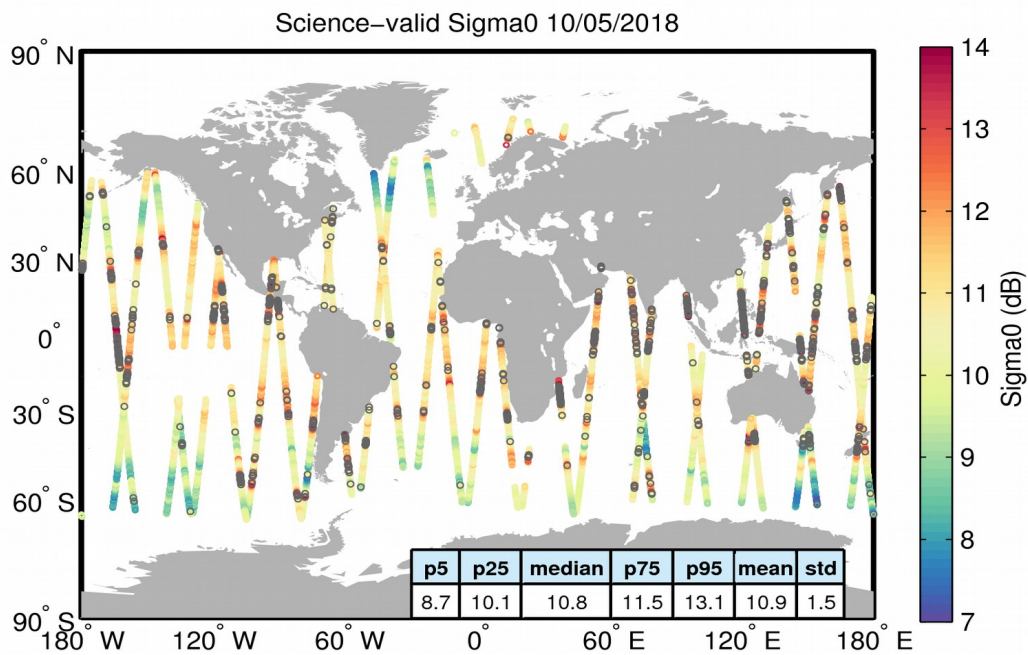 Science−valid Sigma0 10/05/2018
90° N
60° N
30° N
0°
30° S
60° S
90° S
180° W
120° W
60° W
0°
60° E
120° E
180° E
p5 p25 median p75 p95 mean std
8.7 10.1 10.8 11.5 13.1 10.9 1.5
14
13
12
11
10
9
8
7
Sigma0 (dB)